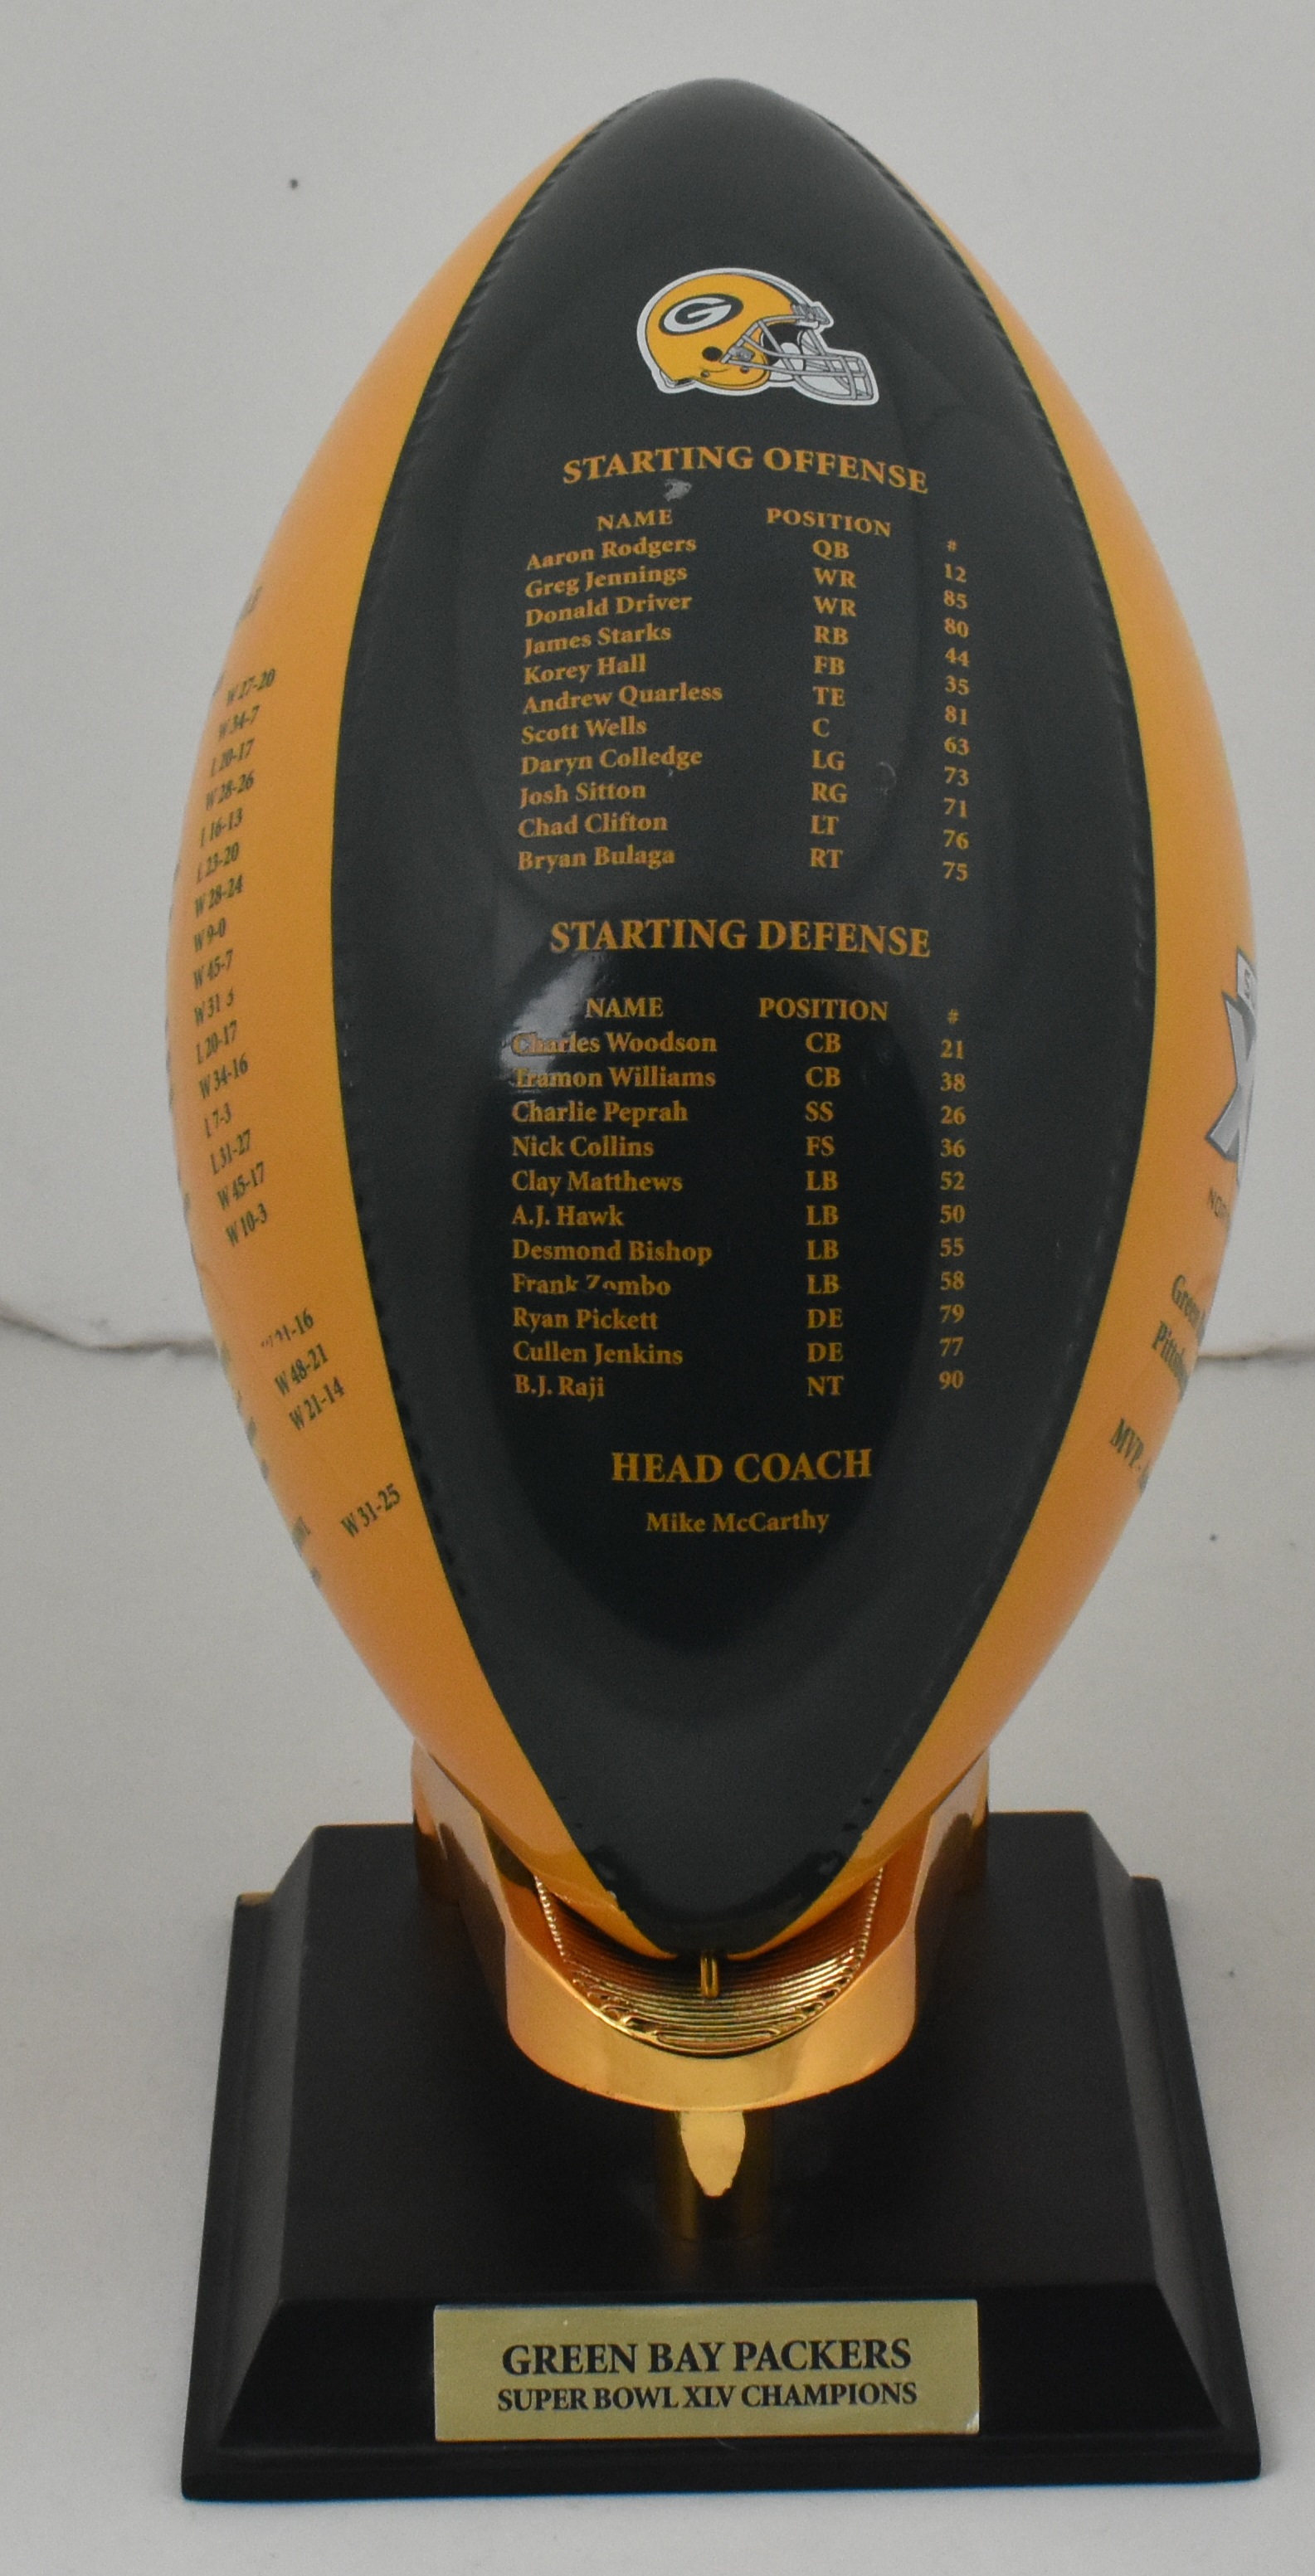 G
STARTING OFFENSE
NAME POSITION #
Aaron Rodgers QB 12
Greg Jennings WR 85
Donald Driver WR 80
James Starks RB 44
Korey Hall FB 35
Andrew Quarless TE 81
Scott Wells C 63
Daryn Colledge LG 73
Josh Sitton RG 71
Chad Clifton LT 76
Bryan Bulaga RT 75
STARTING DEFENSE
NAME POSITION #
Charles Woodson CB 21
Tramon Williams CB 38
Charlie Peprah SS 26
Nick Collins FS 36
Clay Matthews LB 52
A.J. Hawk LB 50
Desmond Bishop LB 55
Frank Zombo LB 58
Ryan Pickett DE 79
Cullen Jenkins DE 77
B.J. Raji NT 90
HEAD COACH
Mike McCarthy
W 27-20
W 34-7
L 20-17
W 28-26
L 16-13
L 23-20
W 28-24
W 9-0
W 45-7
W 31-3
L 20-17
W 34-16
L 7-3
L 31-27
W 45-17
W 10-3
W 48-21
W 21-14
W 31-25
Green
MVP -
GREEN BAY PACKERS
SUPER BOWL XLV CHAMPIONS